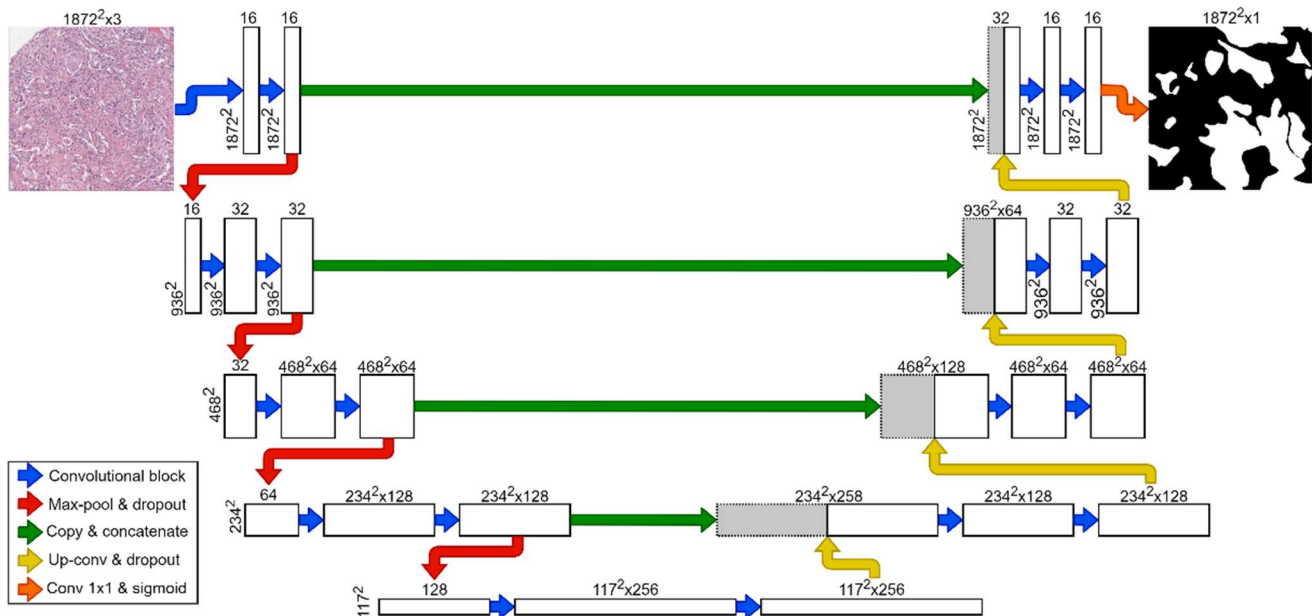 1872²x3
16
16
32
16
16
1872²x1
1872²
1872²
1872²
1872²
1872²
16
32
32
936²x64
32
32
936²
936²
936²
936²
936²
32
468²x64
468²x64
468²x128
468²x64
468²x64
468²
64
234²x128
234²x128
234²x258
234²x128
234²x128
234²
128
117²x256
117²x256
117²
Convolutional block
Max-pool & dropout
Copy & concatenate
Up-conv & dropout
Conv 1x1 & sigmoid